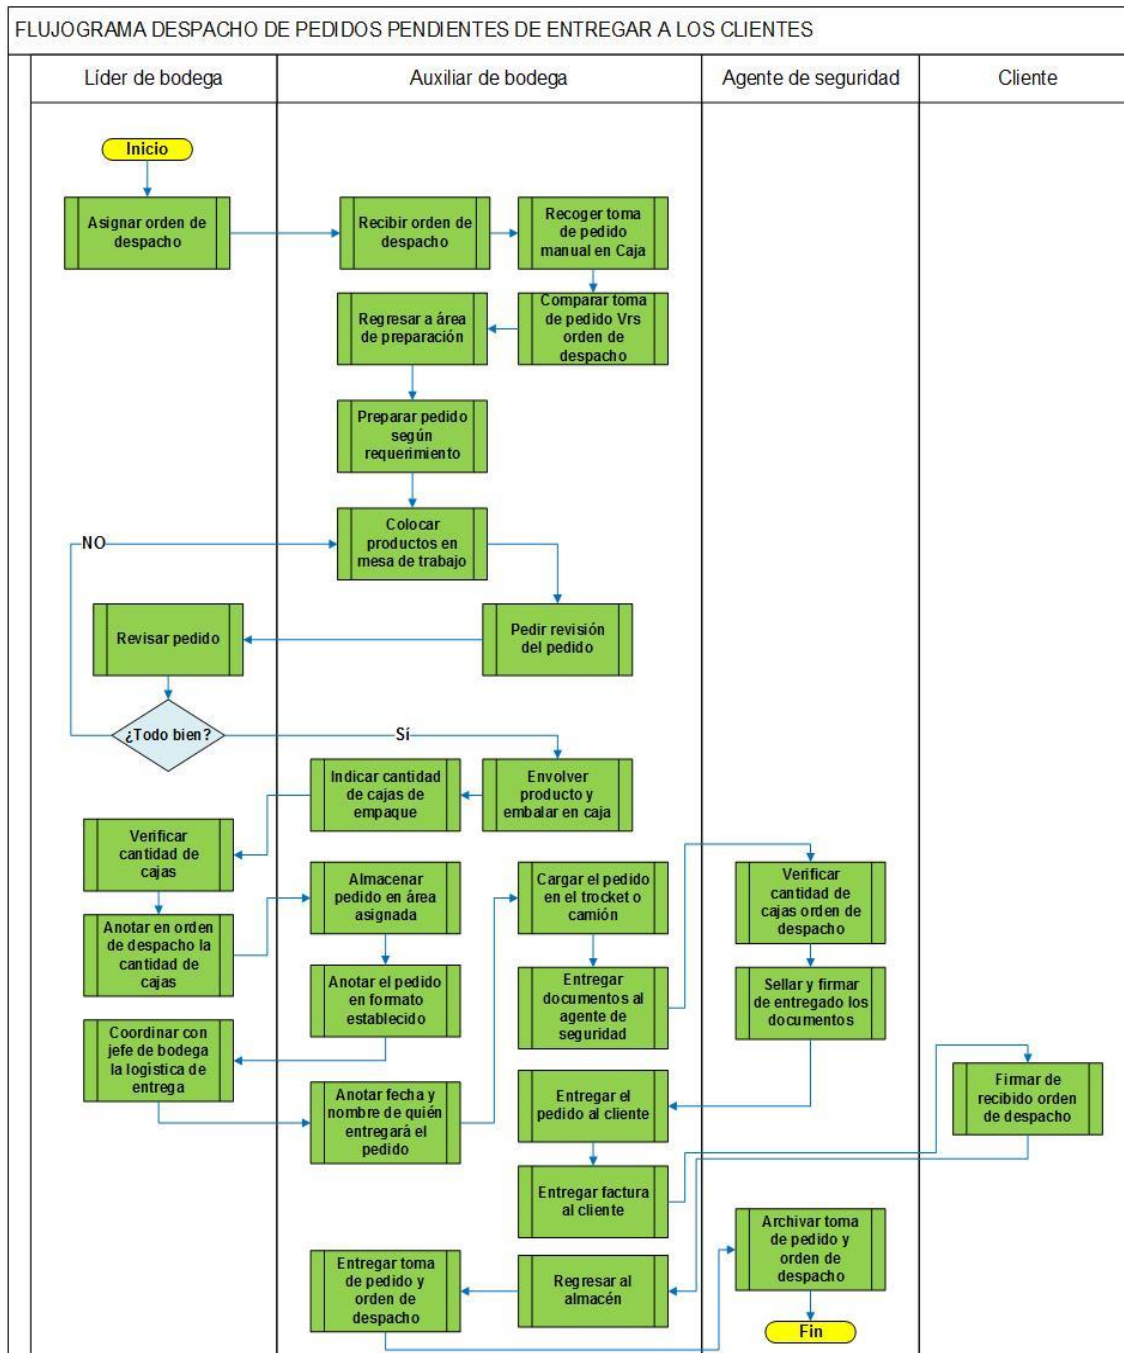 FLUJOGRAMA DESPACHO DE PEDIDOS PENDIENTES DE ENTREGAR A LOS CLIENTES
Líder de bodega
Auxiliar de bodega
Agente de seguridad
Cliente
Inicio
Asignar orden de
despacho
Recibir orden de
despacho
Recoger toma
de pedido
manual en Caja
Comparar toma
de pedido Vrs
orden de
despacho
Regresar a área
de preparación
Preparar pedido
según
requerimiento
Colocar
productos en
mesa de trabajo
NO
Pedir revisión
del pedido
Revisar pedido
¿Todo bien?
Sí
Envolver
producto y
embalar en caja
Indicar cantidad
de cajas de
empaque
Verificar
cantidad de
cajas
Anotar en orden
de despacho la
cantidad de
cajas
Almacenar
pedido en área
asignada
Anotar el pedido
en formato
establecido
Coordinar con
jefe de bodega
la logística de
entrega
Anotar fecha y
nombre de quién
entregará el
pedido
Cargar el pedido
en el trocket o
camión
Entregar
documentos al
agente de
seguridad
Verificar
cantidad de
cajas orden de
despacho
Sellar y firmar
de entregado los
documentos
Entregar el
pedido al cliente
Entregar factura
al cliente
Firmar de
recibido orden
de despacho
Regresar al
almacén
Entregar toma
de pedido y
orden de
despacho
Archivar toma
de pedido y
orden de
despacho
Fin